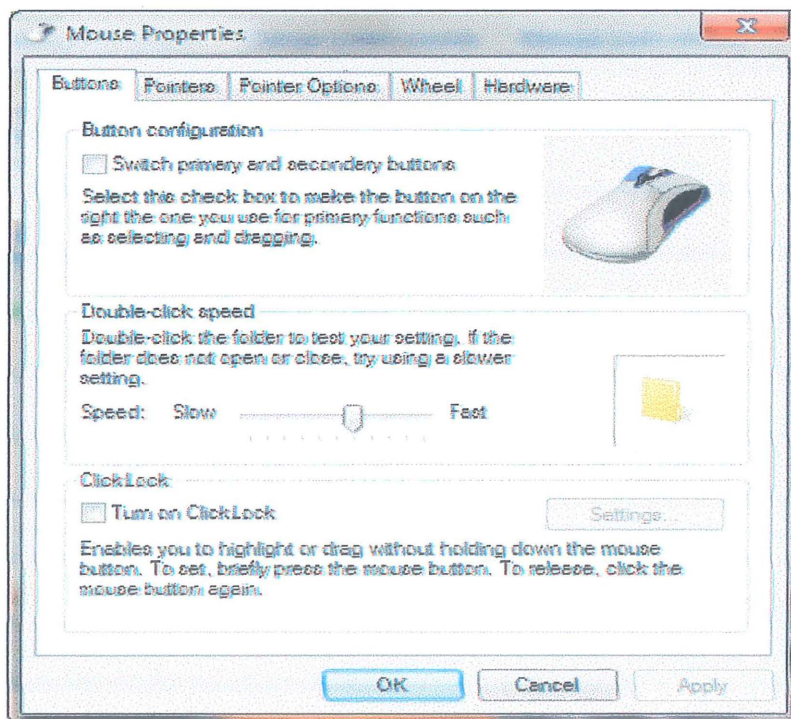 Mouse Properties
Buttons Pointers Pointer Options Wheel Hardware
Button configuration
Switch primary and secondary buttons
Select this check box to make the button on the
right the one you use for primary functions such
as selecting and dragging.
Double-click speed
Double-click the folder to test your setting. If the
folder does not open or close, try using a slower
setting.
Speed: Slow Fast
ClickLock
Turn on ClickLock
Settings...
Enables you to highlight or drag without holding down the mouse
button. To set, briefly press the mouse button. To release, click the
mouse button again.
OK Cancel Apply